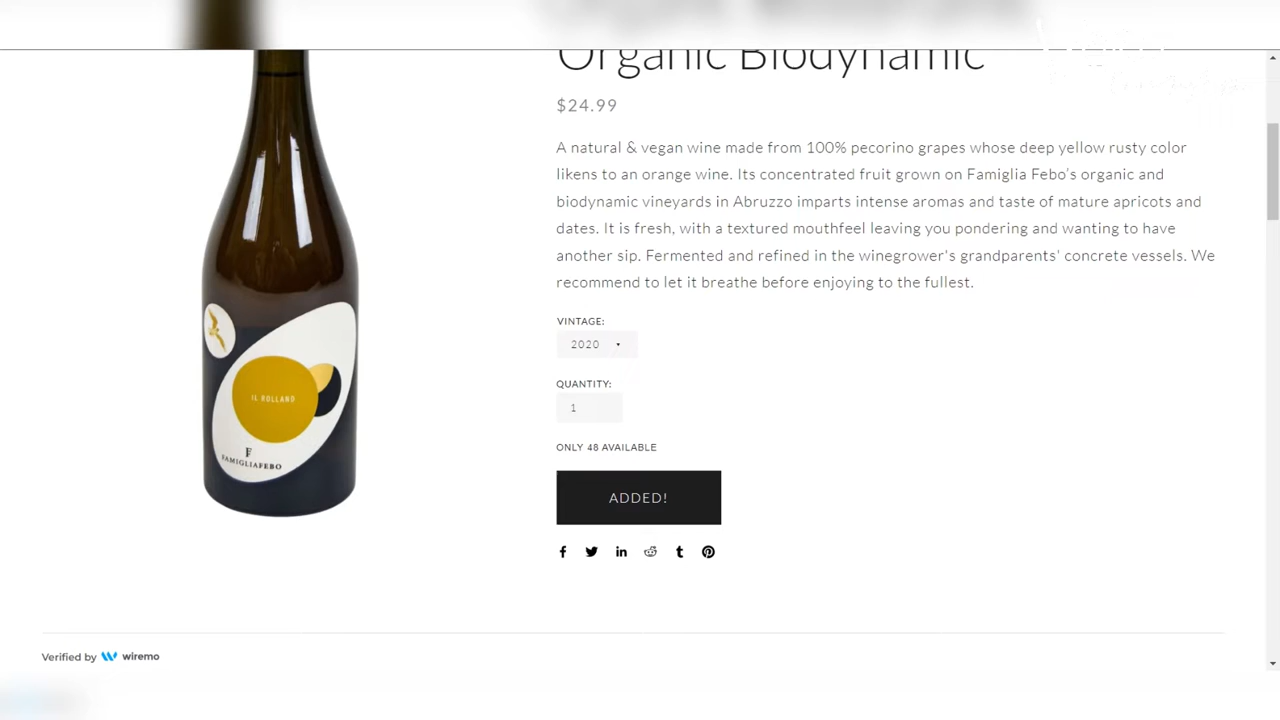 Organic Biodynamic
$24.99
A natural & vegan wine made from 100% pecorino grapes whose deep yellow rusty color
likens to an orange wine. Its concentrated fruit grown on Famiglia Febo's organic and
biodynamic vineyards in Abruzzo imparts intense aromas and taste of mature apricots and
dates. It is fresh, with a textured mouthfeel leaving you pondering and wanting to have
another sip. Fermented and refined in the winegrower's grandparents' concrete vessels. We
recommend to let it breathe before enjoying to the fullest.
VINTAGE:
2020
QUANTITY:
1
ONLY 48 AVAILABLE
ADDED!
IL ROLLAND
FAMIGLIAFEBO
Verified by wiremo